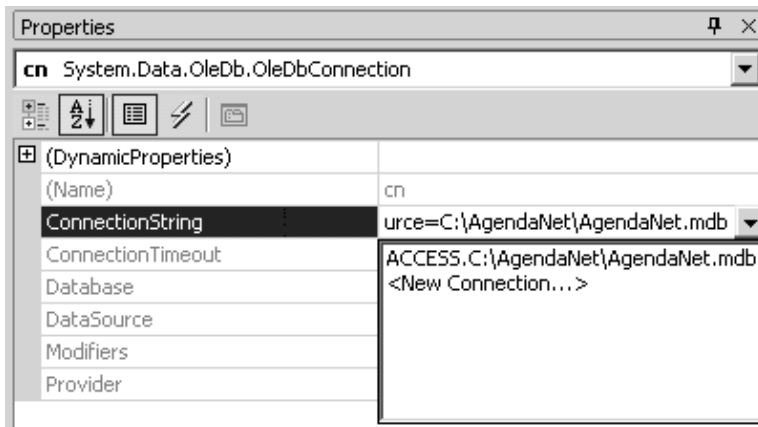 Properties
cn System.Data.OleDb.OleDbConnection
(DynamicProperties)
(Name) cn
ConnectionString urce=C:\AgendaNet\AgendaNet.mdb
ConnectionTimeout ACCESS.C:\AgendaNet\AgendaNet.mdb
Database <New Connection...>
DataSource
Modifiers
Provider